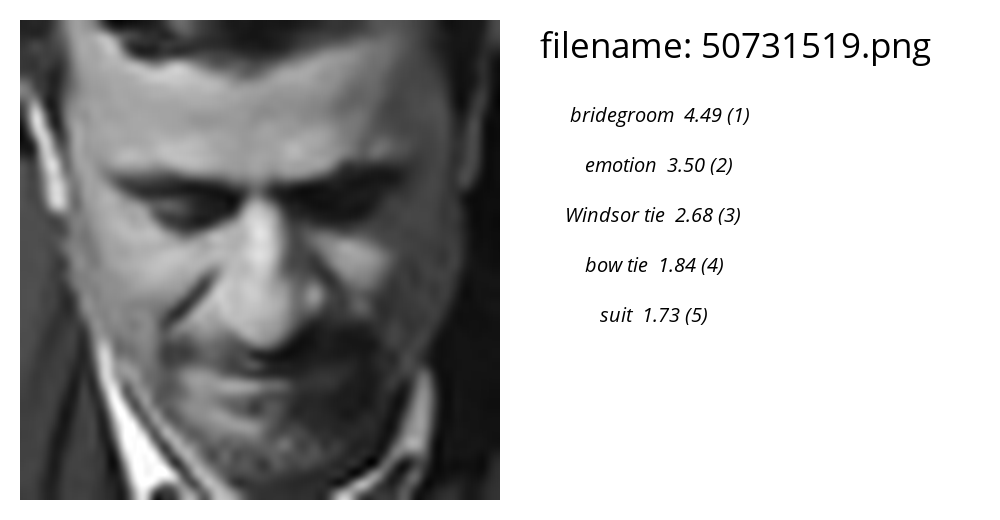 filename: 50731519.png
bridegroom 4.49 (1)
emotion 3.50 (2)
Windsor tie 2.68 (3)
bow tie 1.84 (4)
suit 1.73 (5)